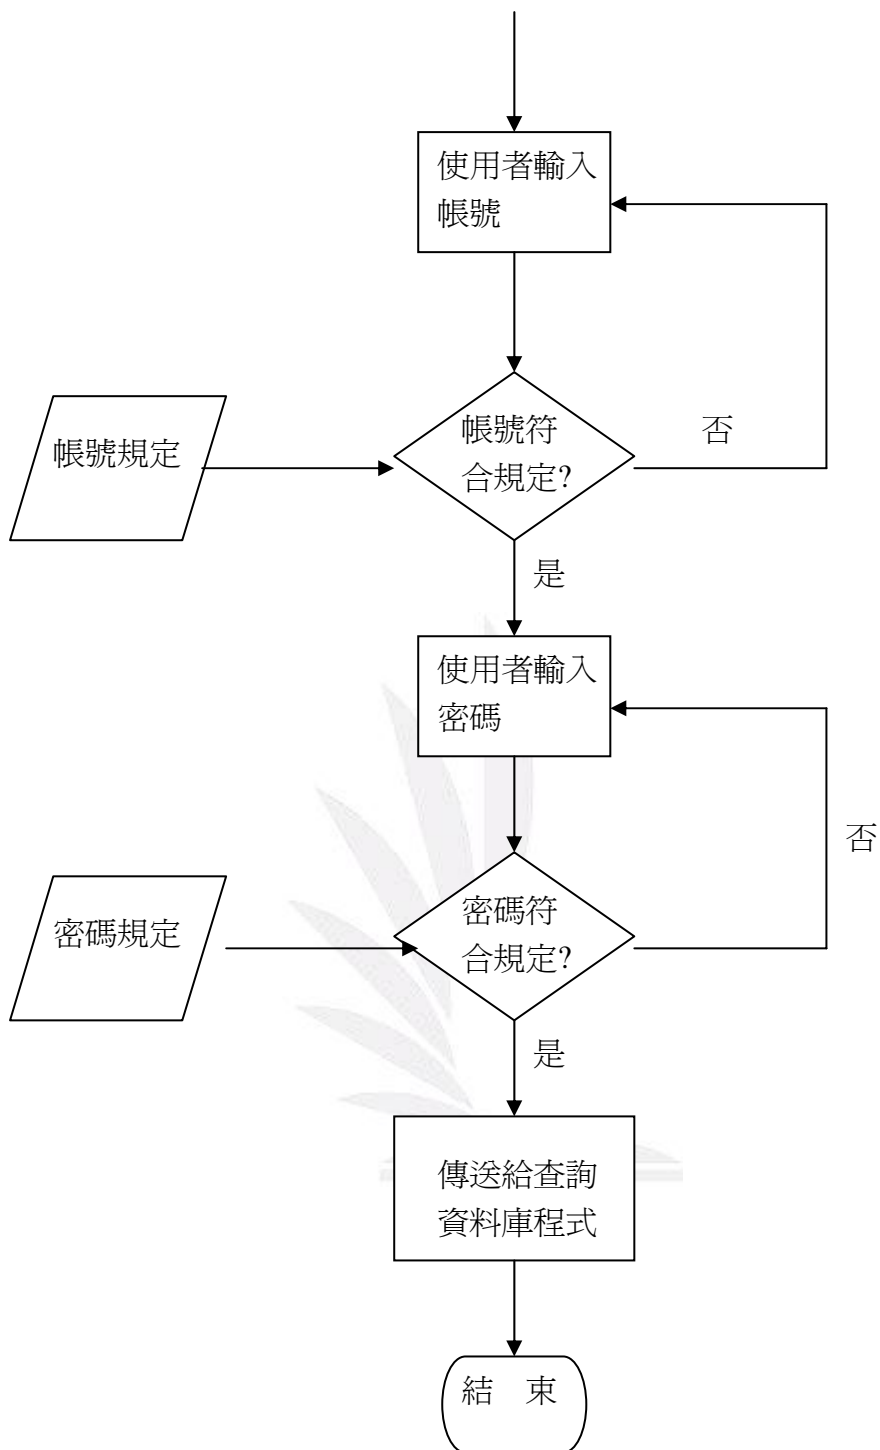 使用者輸入
帳號
帳號規定
帳號符
合規定?
否
是
使用者輸入
密碼
否
密碼規定
密碼符
合規定?
是
傳送給查詢
資料庫程式
結 束